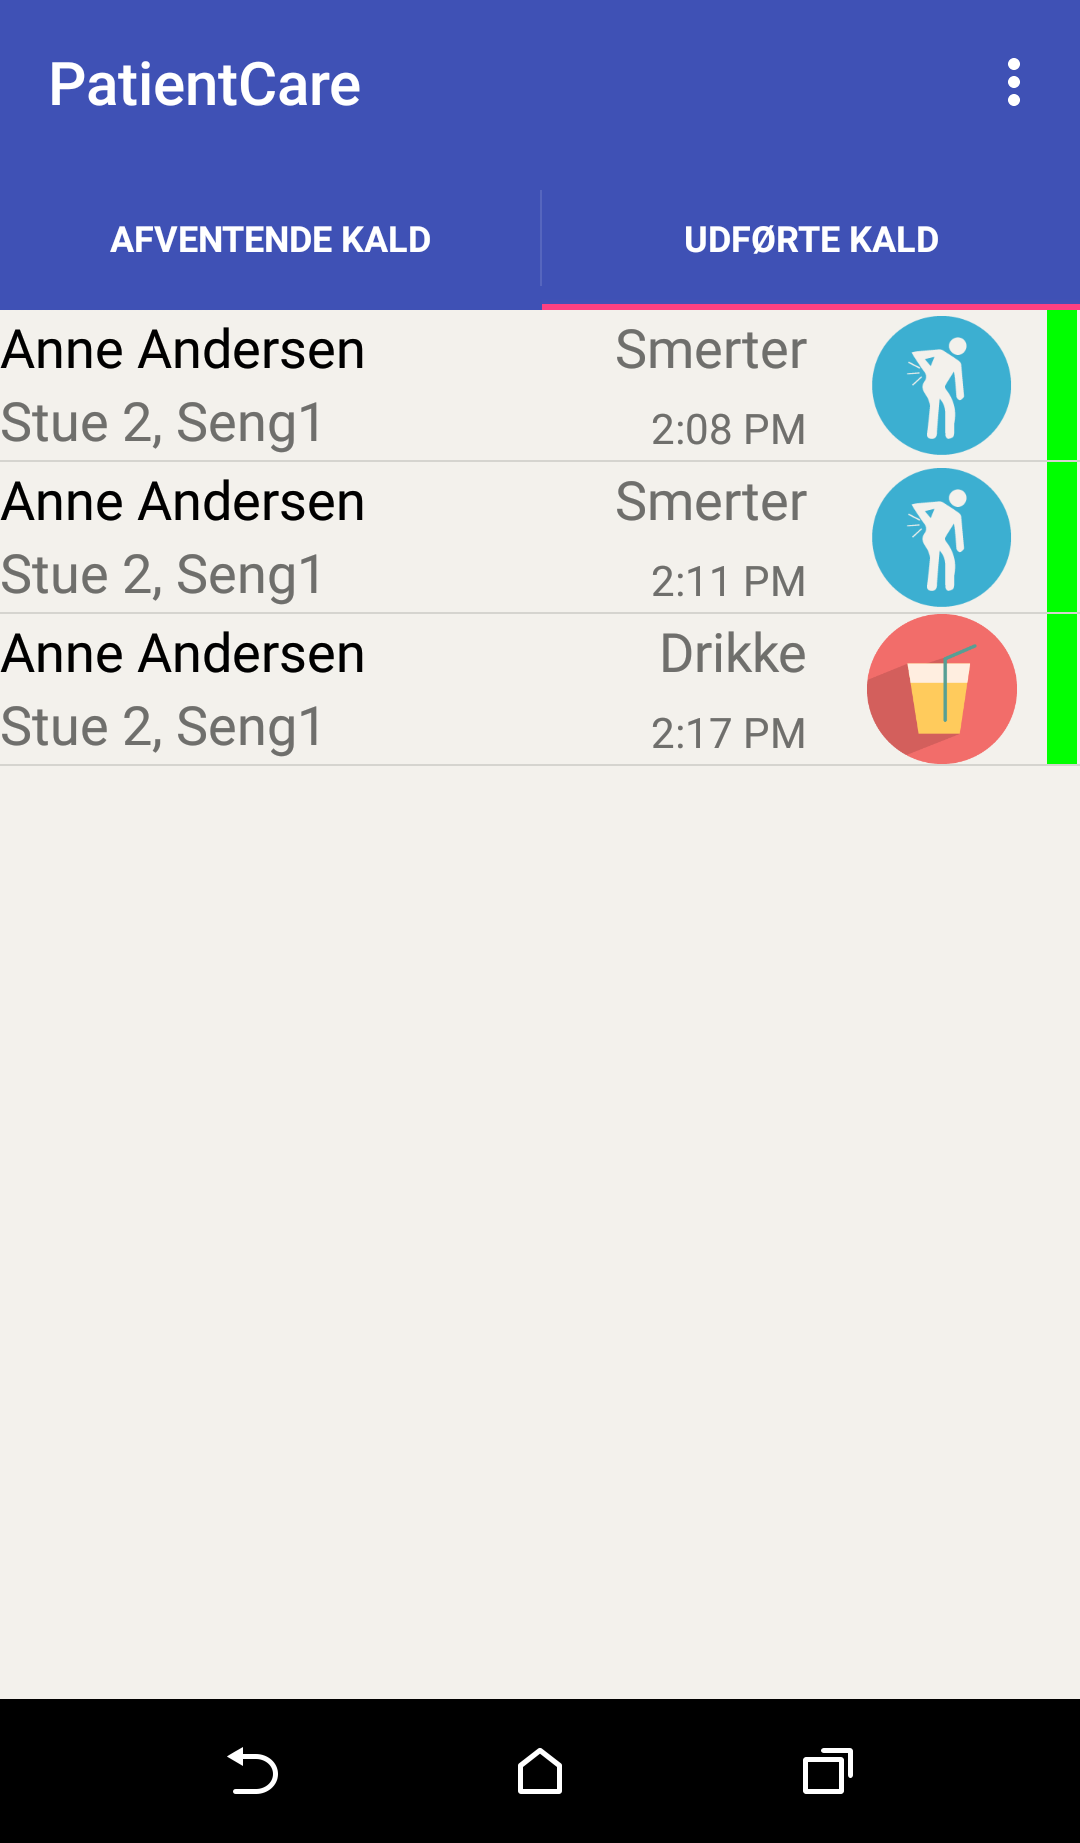 PatientCare
AFVENTENDE KALD
UDFØRTE KALD
Anne Andersen
Smerter
Stue 2, Seng1
2:08 PM
Anne Andersen
Smerter
Stue 2, Seng1
2:11 PM
Anne Andersen
Drikke
Stue 2, Seng1
2:17 PM